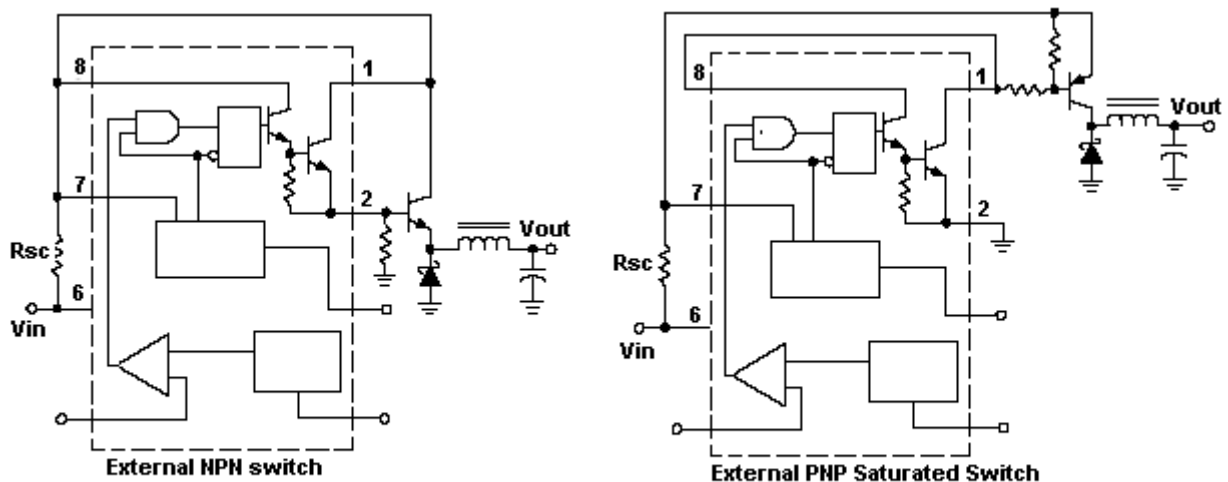 8
1
7
2
Rsc
6
Vin
Vout
External NPN switch
8
1
7
2
Rsc
6
Vin
Vout
External PNP Saturated Switch